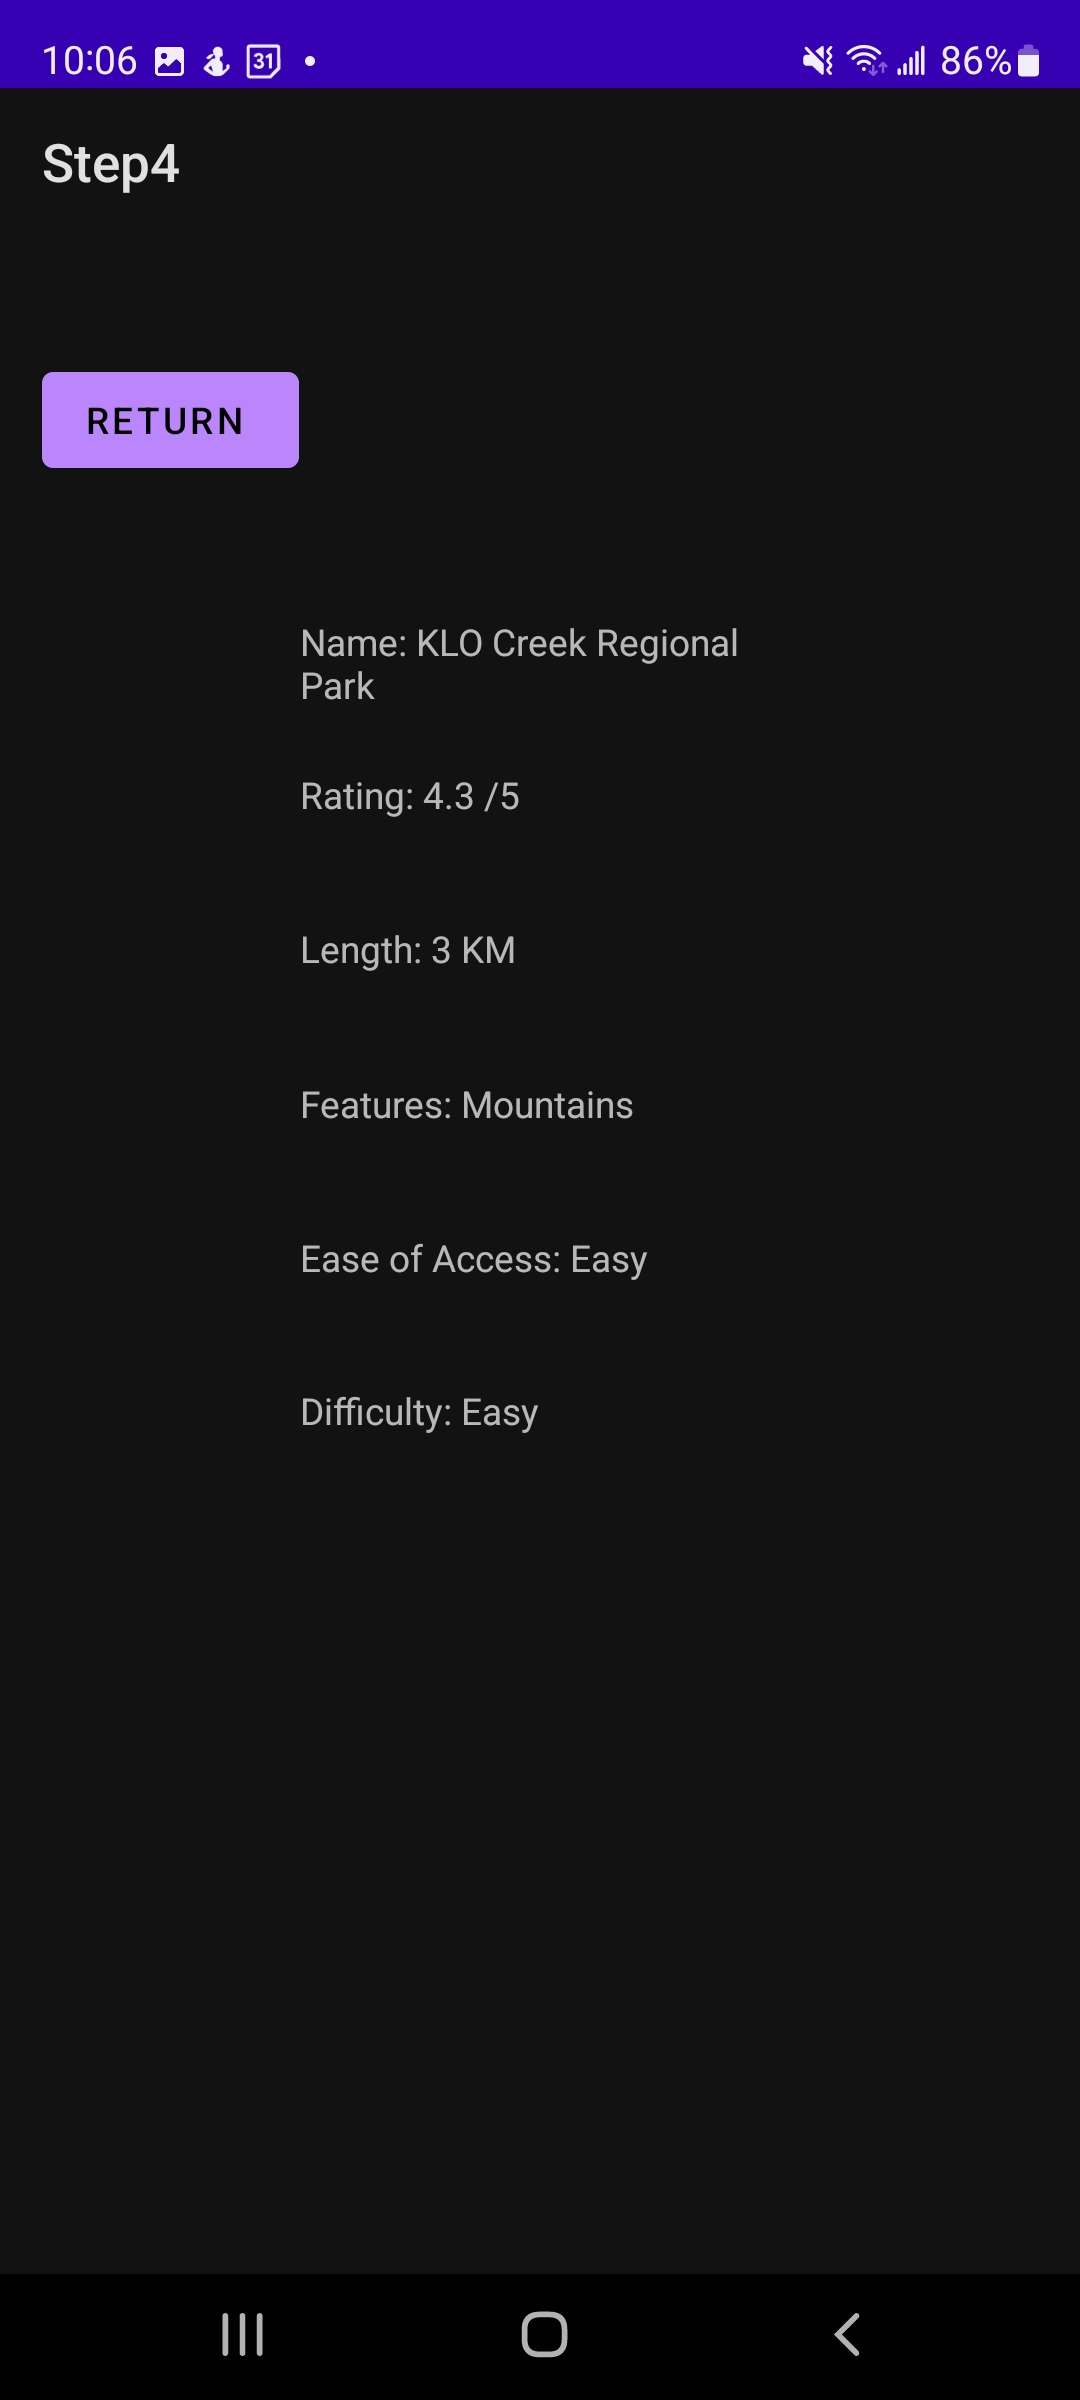 10:06 31 86%
Step4
RETURN
Name: KLO Creek Regional
Park
Rating: 4.3 /5
Length: 3 KM
Features: Mountains
Ease of Access: Easy
Difficulty: Easy